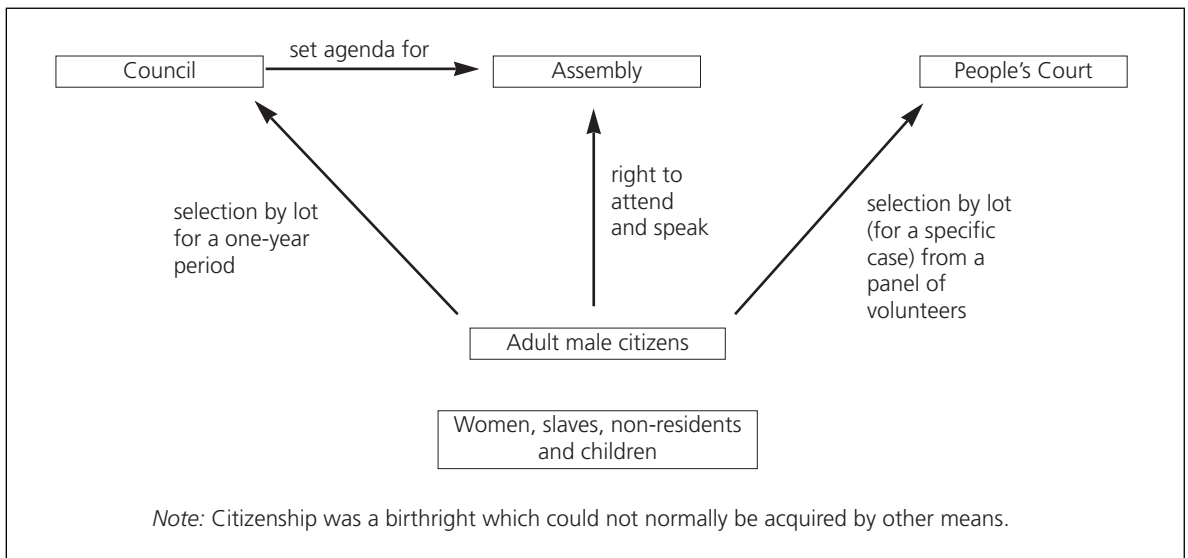 set agenda for
Council
Assembly
People's Court
right to
attend
and speak
selection by lot
for a one-year
period
selection by lot
(for a specific
case) from a
panel of
volunteers
Adult male citizens
Women, slaves, non-residents
and children
Note: Citizenship was a birthright which could not normally be acquired by other means.